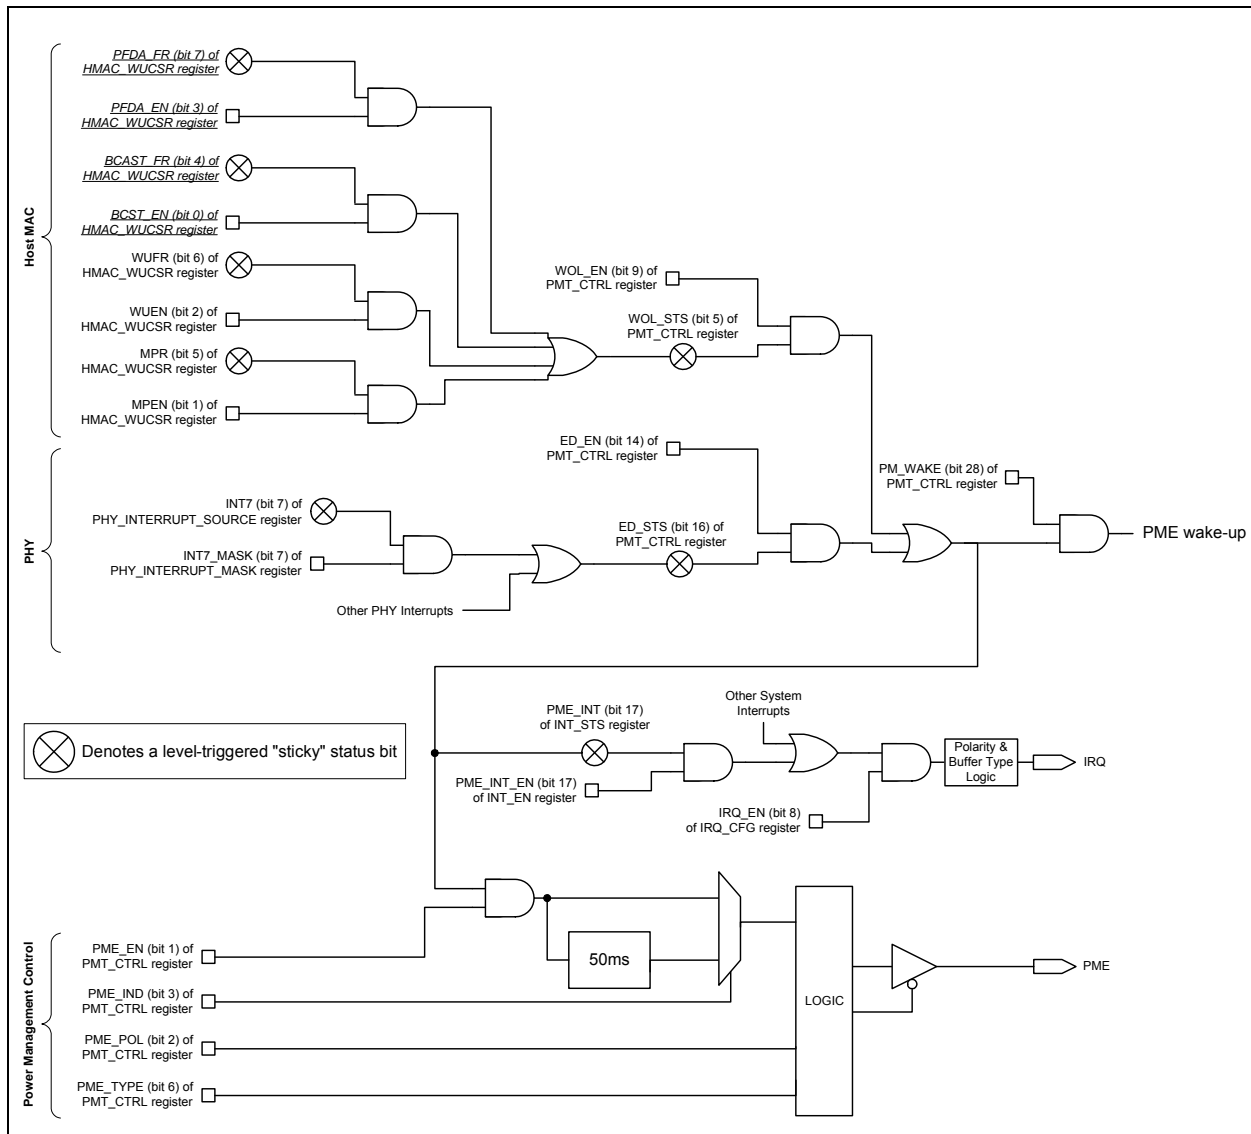 Host MAC
PFDA_FR (bit 7) of
HMAC_WUCSR register
PFDA_EN (bit 3) of
HMAC_WUCSR register
BCAST_FR (bit 4) of
HMAC_WUCSR register
BCST_EN (bit 0) of
HMAC_WUCSR register
WUFR (bit 6) of
HMAC_WUCSR register
WUEN (bit 2) of
HMAC_WUCSR register
MPR (bit 5) of
HMAC_WUCSR register
MPEN (bit 1) of
HMAC_WUCSR register
WOL_EN (bit 9) of
PMT_CTRL register
WOL_STS (bit 5) of
PMT_CTRL register
PHY
INT7 (bit 7) of
PHY_INTERRUPT_SOURCE register
INT7_MASK (bit 7) of
PHY_INTERRUPT_MASK register
Other PHY Interrupts
ED_EN (bit 14) of
PMT_CTRL register
ED_STS (bit 16) of
PMT_CTRL register
PM_WAKE (bit 28) of
PMT_CTRL register
PME wake-up
Denotes a level-triggered "sticky" status bit
PME_INT (bit 17)
of INT_STS register
PME_INT_EN (bit 17)
of INT_EN register
Other System
Interrupts
IRQ_EN (bit 8)
of IRQ_CFG register
Polarity &
Buffer Type
Logic
IRQ
Power Management Control
PME_EN (bit 1) of
PMT_CTRL register
PME_IND (bit 3) of
PMT_CTRL register
PME_POL (bit 2) of
PMT_CTRL register
PME_TYPE (bit 6) of
PMT_CTRL register
50ms
LOGIC
PME